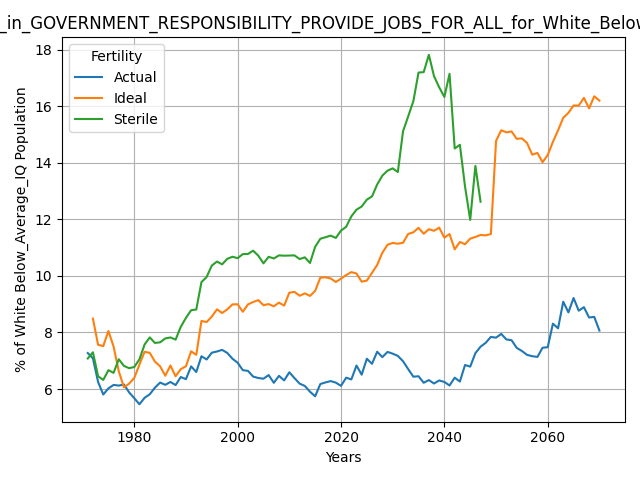 _in_GOVERNMENT_RESPONSIBILITY_PROVIDE_JOBS_FOR_ALL_for_White_Below
% of White Below_Average_IQ Population
18
16
14
12
10
8
6
Fertility
Actual
Ideal
Sterile
1980
2000
2020
2040
2060
Years